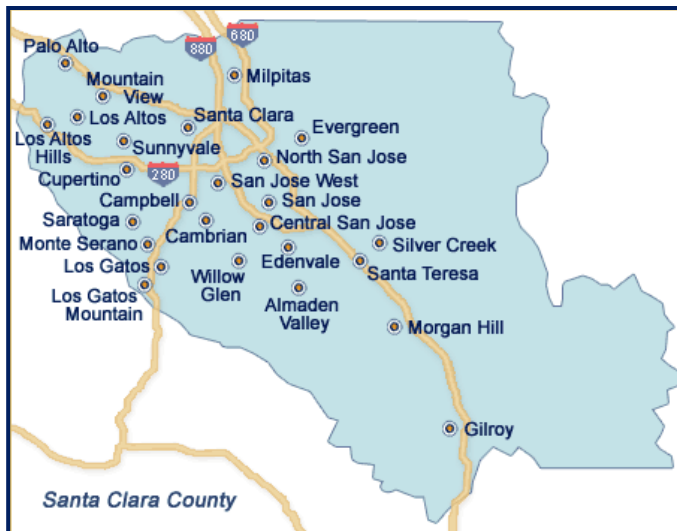 880
680
Palo Alto
Milpitas
Mountain
View
Los Altos
Santa Clara
Evergreen
Los Altos
Hills
Sunnyvale
North San Jose
Cupertino
280
San Jose West
Campbell
San Jose
Saratoga
Cambrian
Central San Jose
Monte Serano
Silver Creek
Edenvale
Los Gatos
Willow
Glen
Santa Teresa
Los Gatos
Mountain
Almaden
Valley
Morgan Hill
Gilroy
Santa Clara County